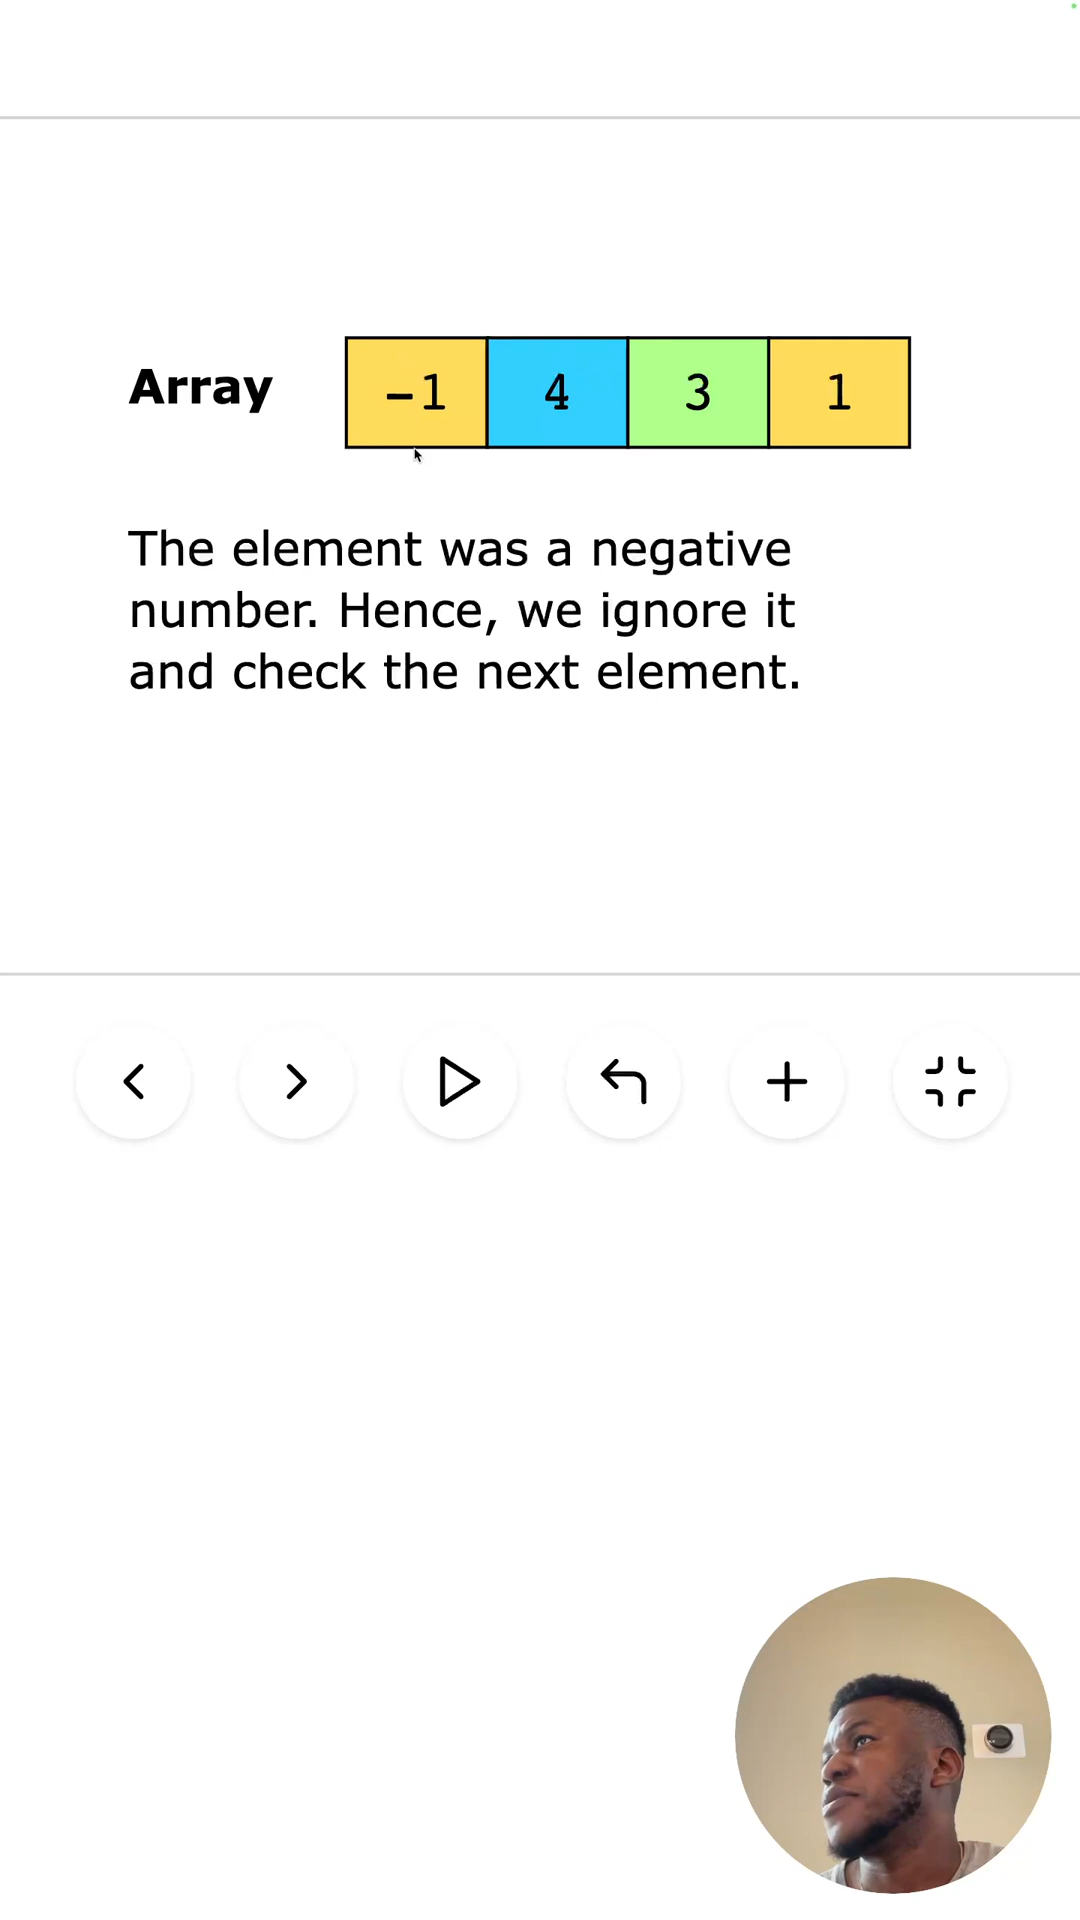 Array -1 4 3 1
The element was a negative
number. Hence, we ignore it
and check the next element.